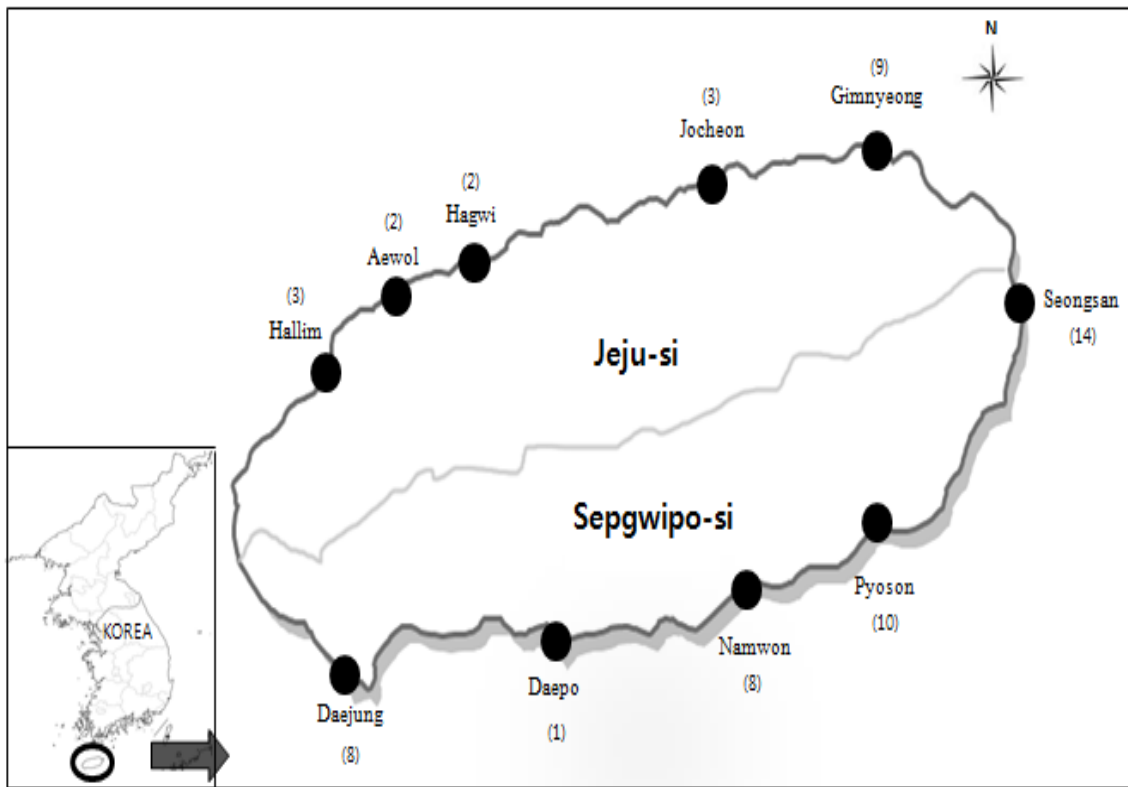 N
(9)
Gimnyeong
(3)
Jocheon
(2)
Hagwi
(2)
Aewol
(3)
Hallim
Seongsan
(14)
Jeju-si
Sepgwipo-si
Pyoson
(10)
Namwon
(8)
Daepo
(1)
Daejung
(8)
KOREA